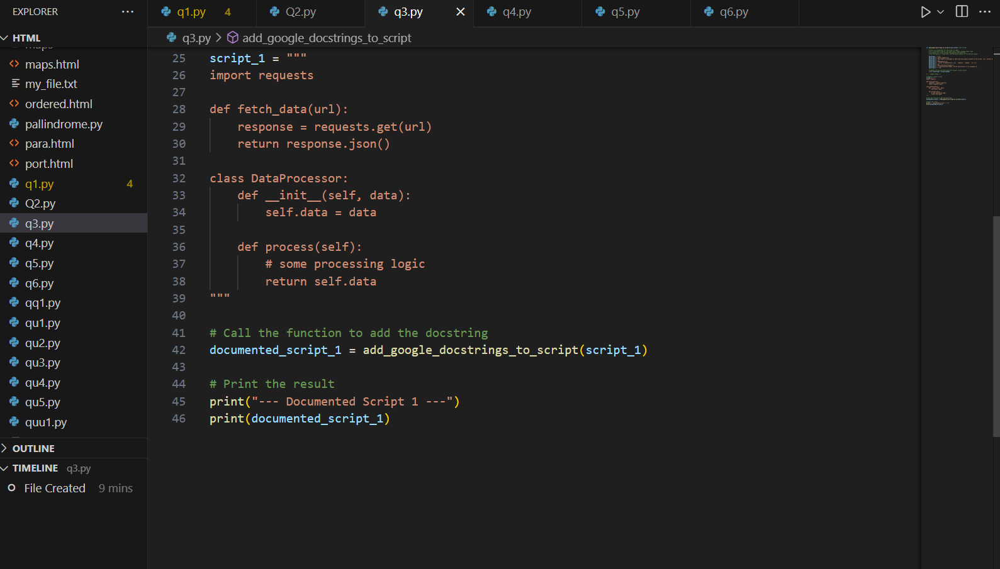 EXPLORER ···
HTML
maps
maps.html
my_file.txt
ordered.html
pallindrome.py
para.html
port.html
q1.py 4
Q2.py
q3.py
q4.py
q5.py
q6.py
qq1.py
qu1.py
qu2.py
qu3.py
qu4.py
qu5.py
quu1.py
OUTLINE
TIMELINE q3.py
File Created 9 mins
q1.py 4 Q2.py q3.py q4.py q5.py q6.py
q3.py > add_google_docstrings_to_script
25 script_1 = """
26 import requests
27
28 def fetch_data(url):
29     response = requests.get(url)
30     return response.json()
31
32 class DataProcessor:
33     def __init__(self, data):
34         self.data = data
35
36     def process(self):
37         # some processing logic
38         return self.data
39 """
40
41 # Call the function to add the docstring
42 documented_script_1 = add_google_docstrings_to_script(script_1)
43
44 # Print the result
45 print("--- Documented Script 1 ---")
46 print(documented_script_1)